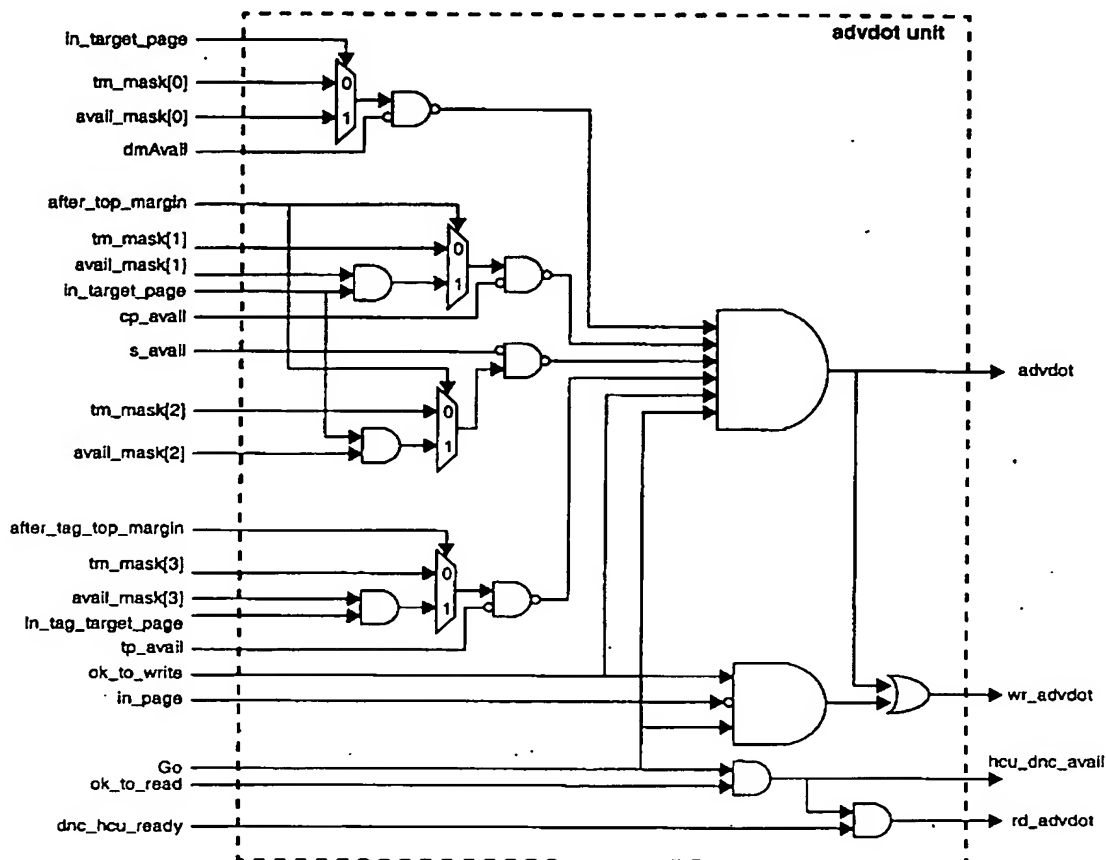 advdot unit
in_target_page
tm_mask[0]
0
avail_mask[0]
1
dmAvail
after_top_margin
tm_mask[1]
0
avail_mask[1]
1
in_target_page
cp_avail
s_avail
advdot
tm_mask[2]
0
avail_mask[2]
1
after_tag_top_margin
tm_mask[3]
0
avail_mask[3]
1
in_tag_target_page
tp_avail
ok_to_write
in_page
wr_advdot
Go
hcu_dnc_avail
ok_to_read
dnc_hcu_ready
rd_advdot